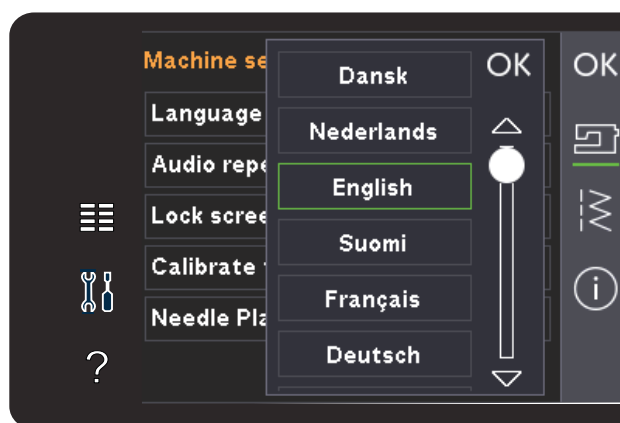 Machine se
Language
Audio repe
Lock scree
Calibrate
Needle Pla
Dansk
Nederlands
English
Suomi
Français
Deutsch
OK
OK
i
?